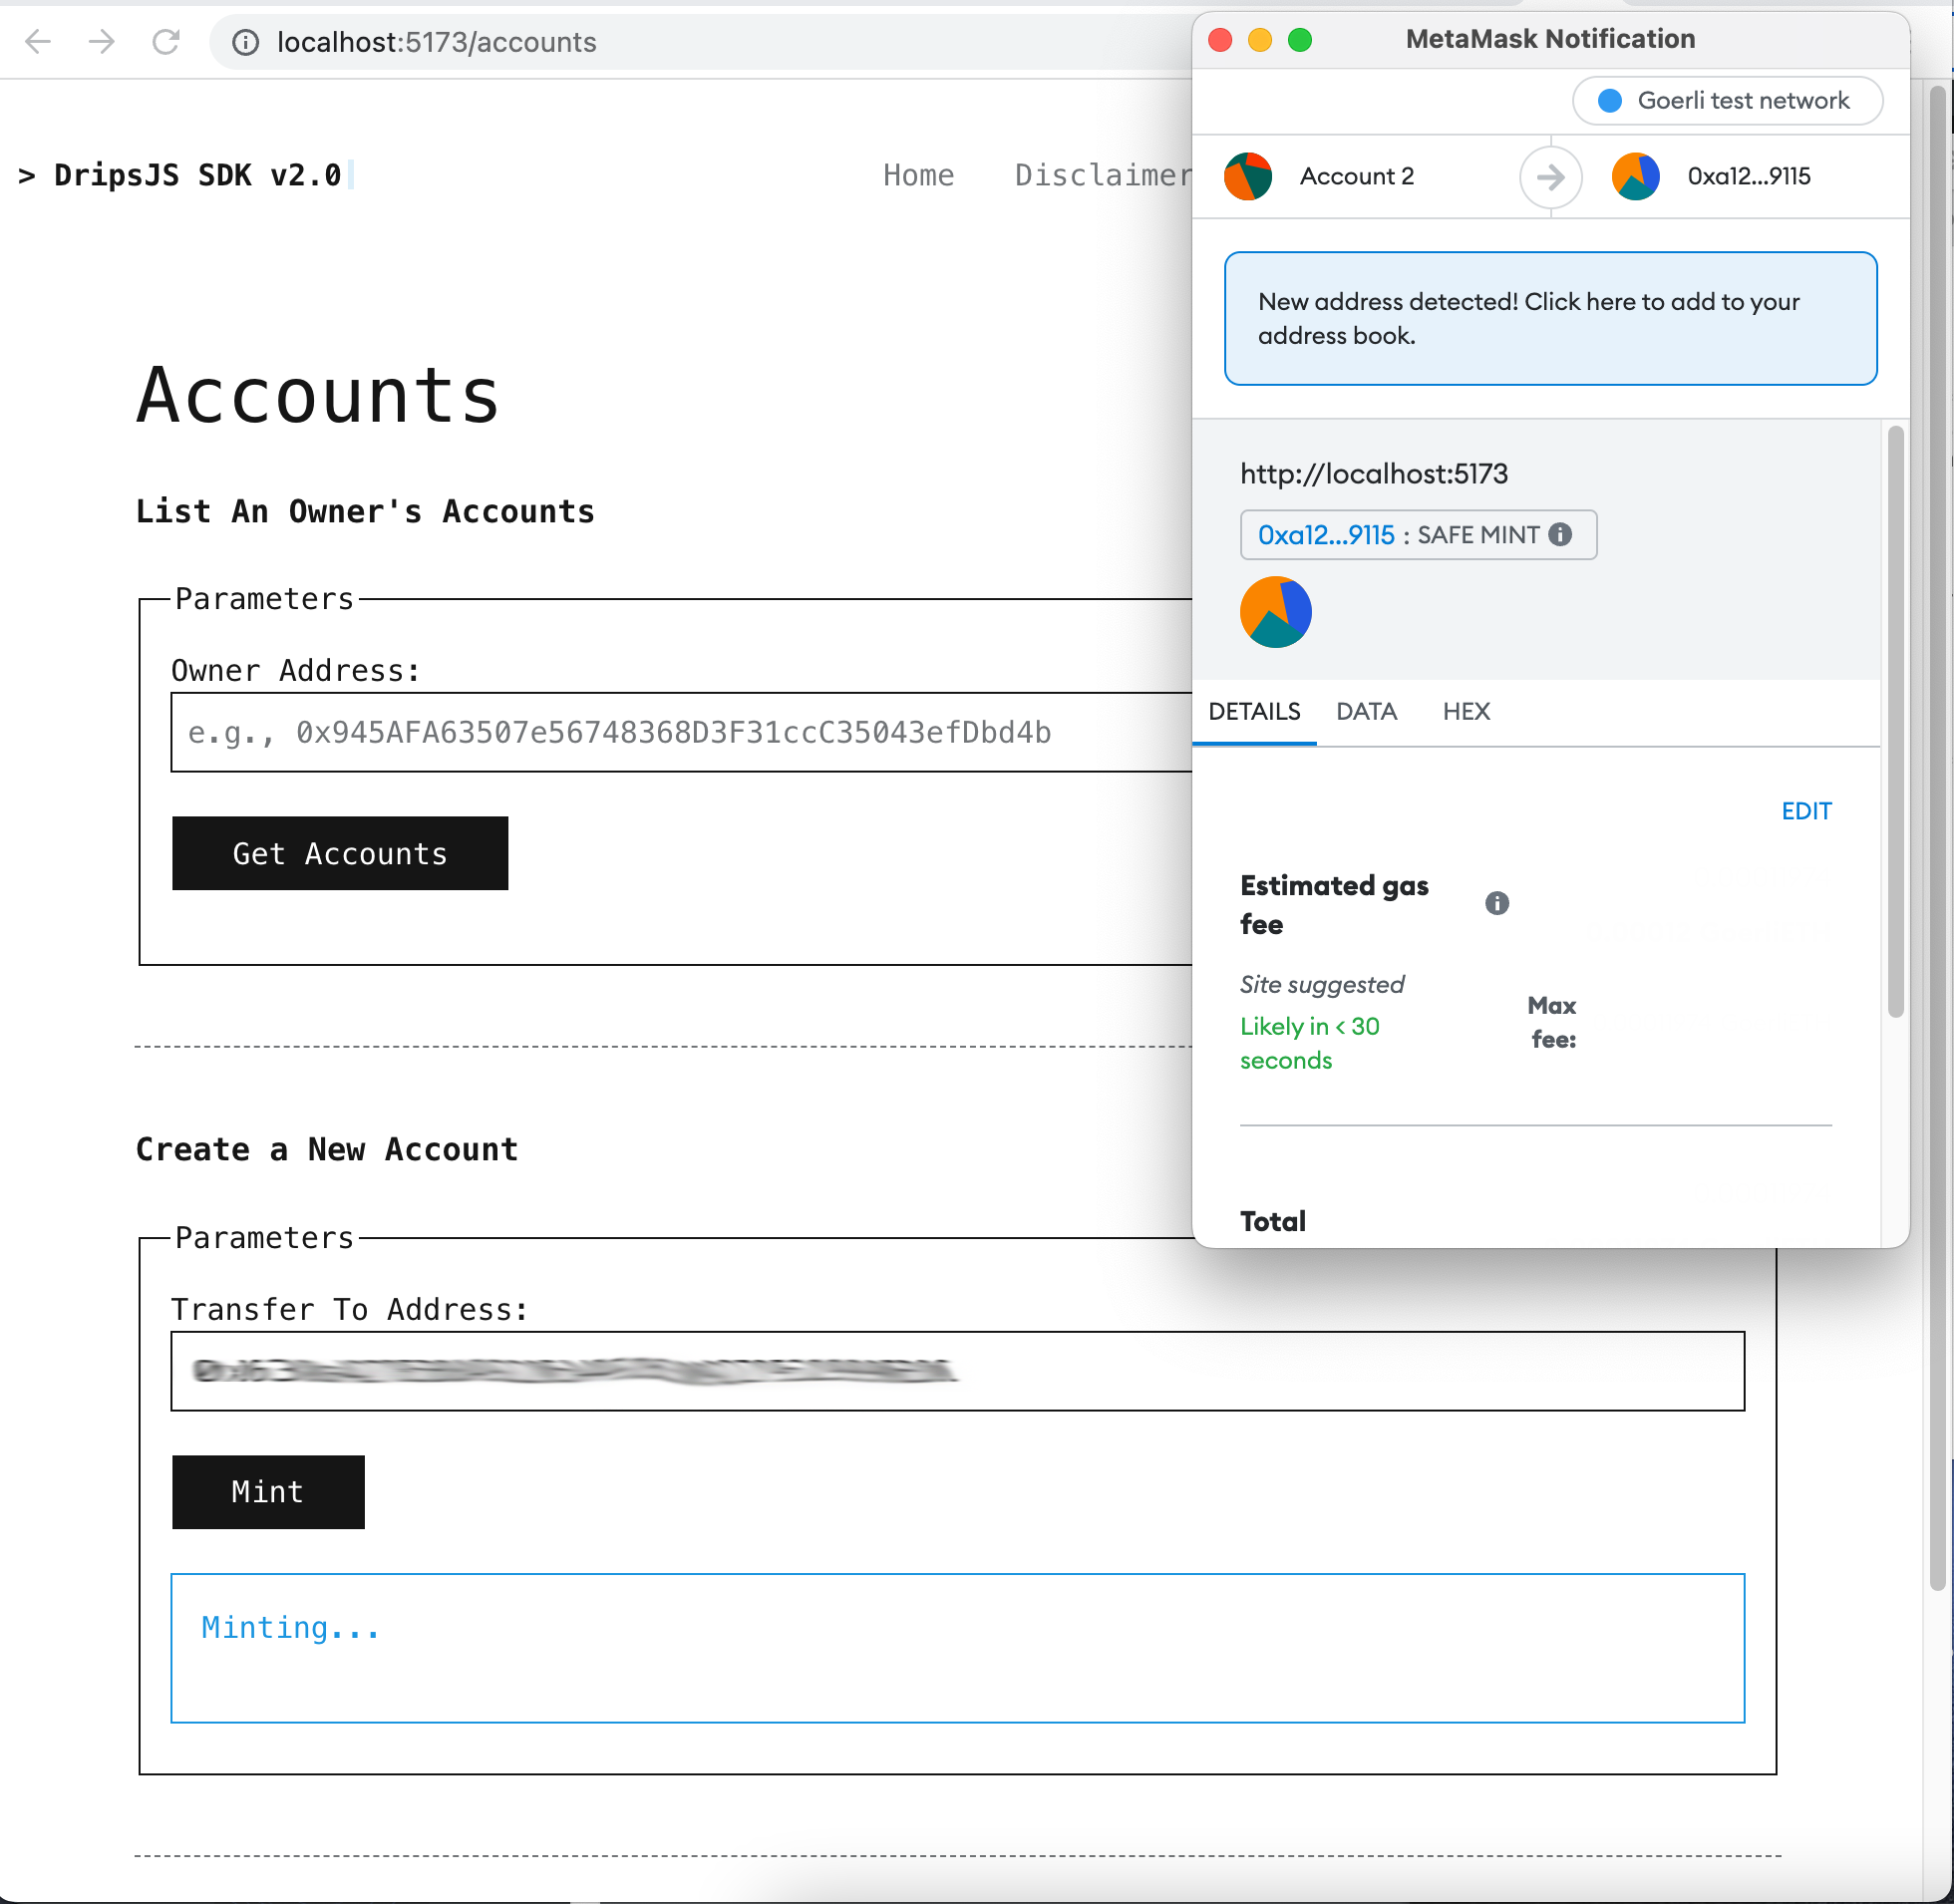 localhost:5173/accounts
> DripsJS SDK v2.0
Home Disclaimer
Accounts
List An Owner's Accounts
Parameters
Owner Address:
e.g., 0x945AFA63507e56748368D3F31ccC35043efDbd4b
Get Accounts
Create a New Account
Parameters
Transfer To Address:
Mint
Minting...
MetaMask Notification
Goerli test network
Account 2
0xa12...9115
New address detected! Click here to add to your
address book.
http://localhost:5173
0xa12...9115 : SAFE MINT
DETAILS DATA HEX
EDIT
Estimated gas
fee
Site suggested
Likely in < 30
seconds
Max
fee:
Total